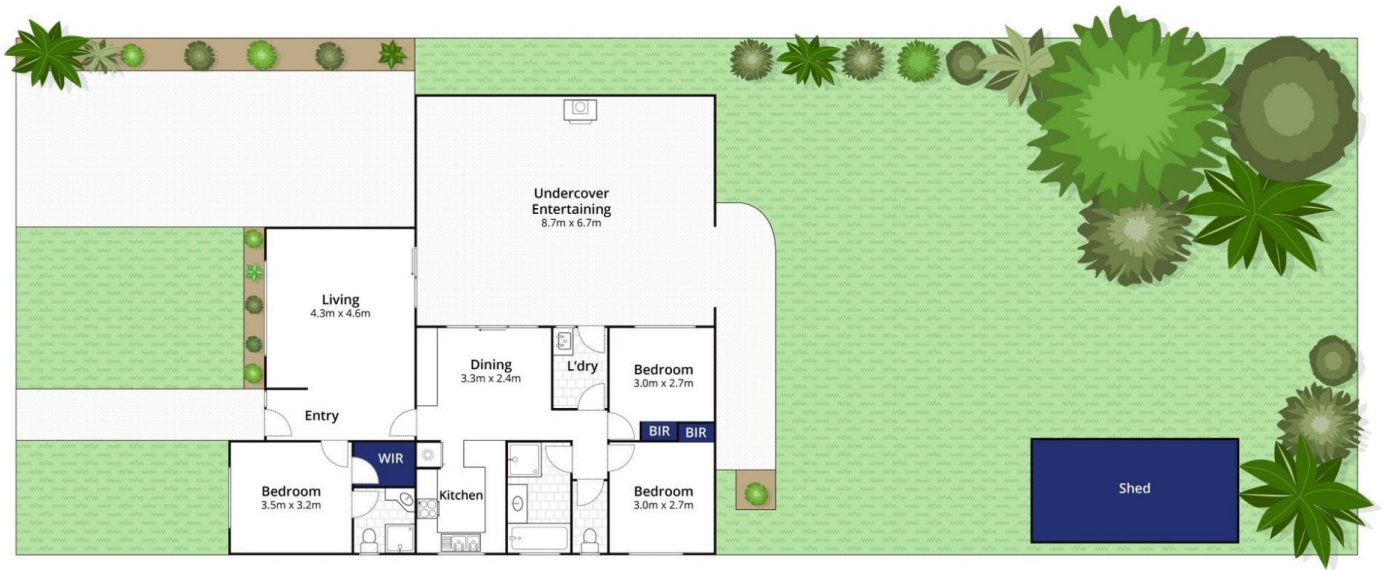 Undercover
Entertaining
8.7m x 6.7m
Living
4.3m x 4.6m
Dining
3.3m x 2.4m
L'dry
Bedroom
3.0m x 2.7m
Entry
BIR
BIR
WIR
Bedroom
3.5m x 3.2m
Kitchen
Bedroom
3.0m x 2.7m
Shed